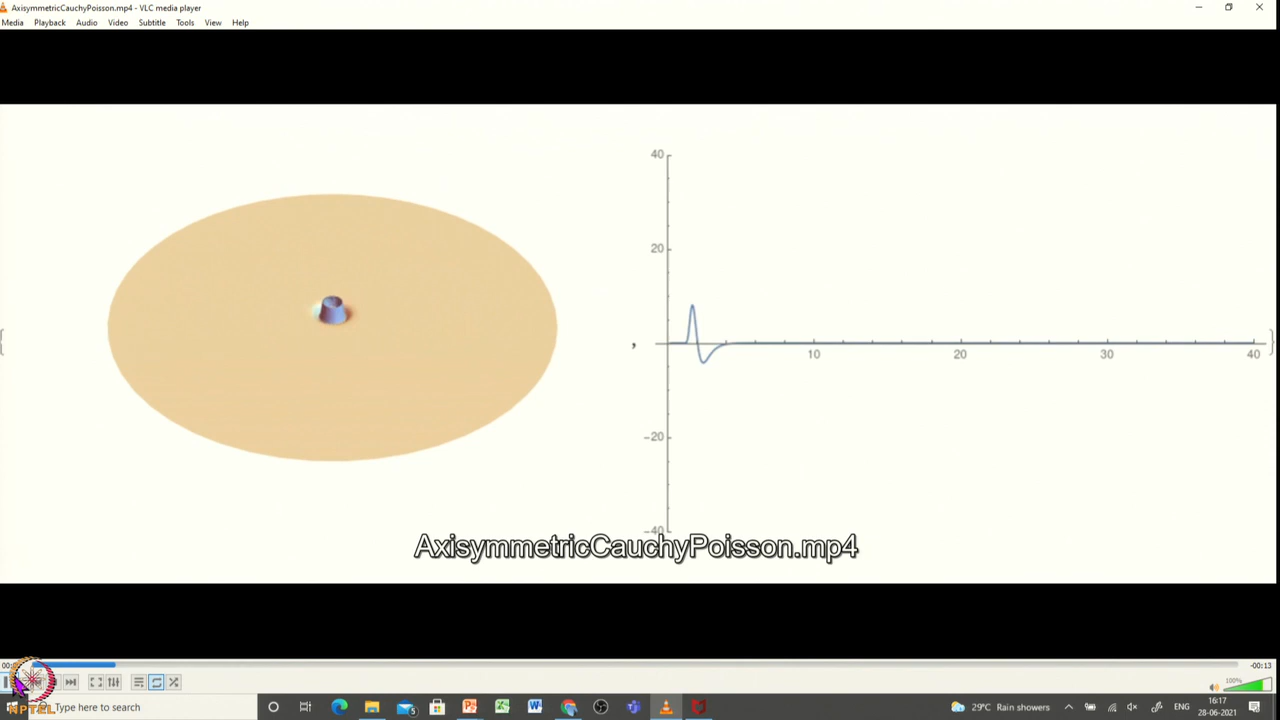 AxisymmetricCauchyPoisson.mp4 - VLC media player
Media Playback Audio Video Subtitle Tools View Help
40
20
10 20 30 40
-20
-40
,
AxisymmetricCauchyPoisson.mp4
-00:13
100%
NPTEL
Type here to search
29°C Rain showers
ENG
16:17
28-06-2021